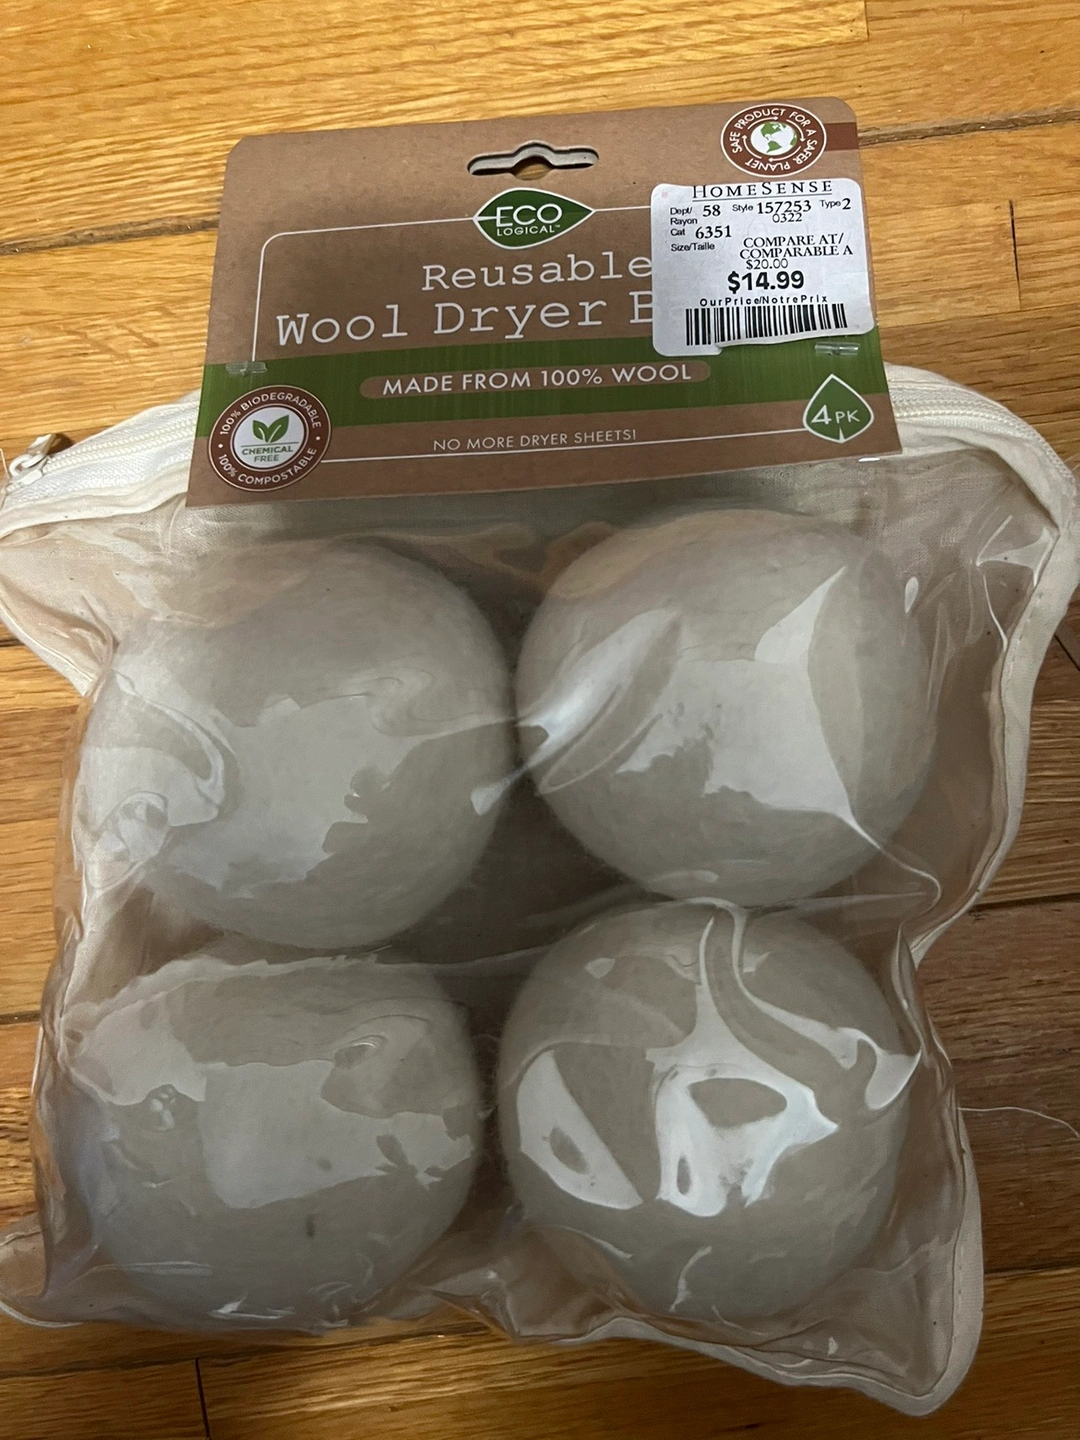 SAFE PRODUCT FOR A SAFER PLANET
ECO
LOGICAL™
HOMESENSE
Dept/ 58 Style 157253 Type 2
Rayon 0322
Cat 6351
Size/Taille COMPARE AT/
COMPARABLE A
$20.00
$14.99
OurPrice/NotrePrix
Reusable
Wool Dryer
MADE FROM 100% WOOL
4PK
100% BIODEGRADABLE
CHEMICAL
FREE
100% COMPOSTABLE
NO MORE DRYER SHEETS!